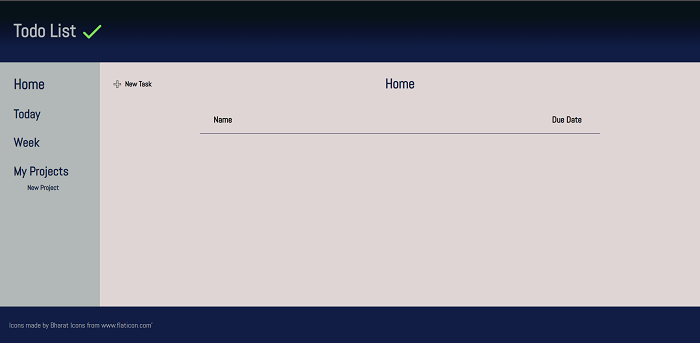 Todo List
Home
Today
Week
My Projects
New Project
New Task
Home
Name Due Date
Icons made by Bharat Icons from www.flaticon.com'